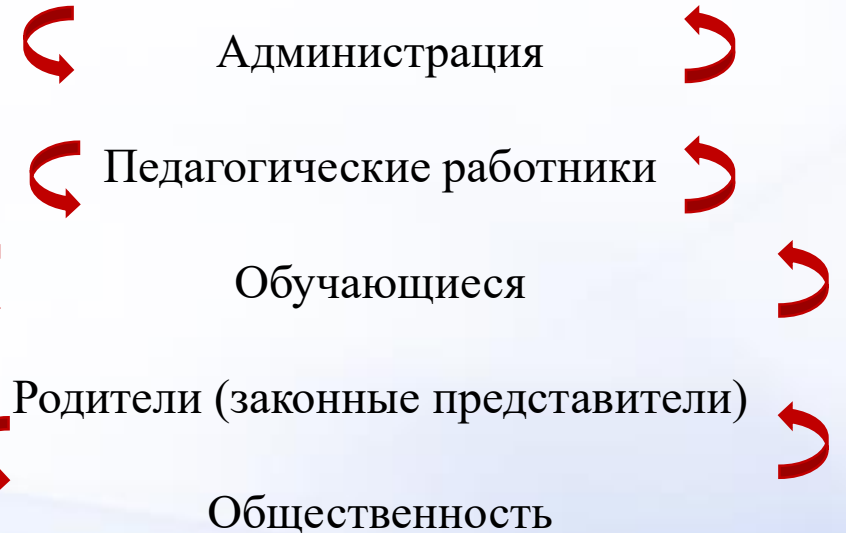 Администрация
Педагогические работники
Обучающиеся
Родители (законные представители)
Общественность